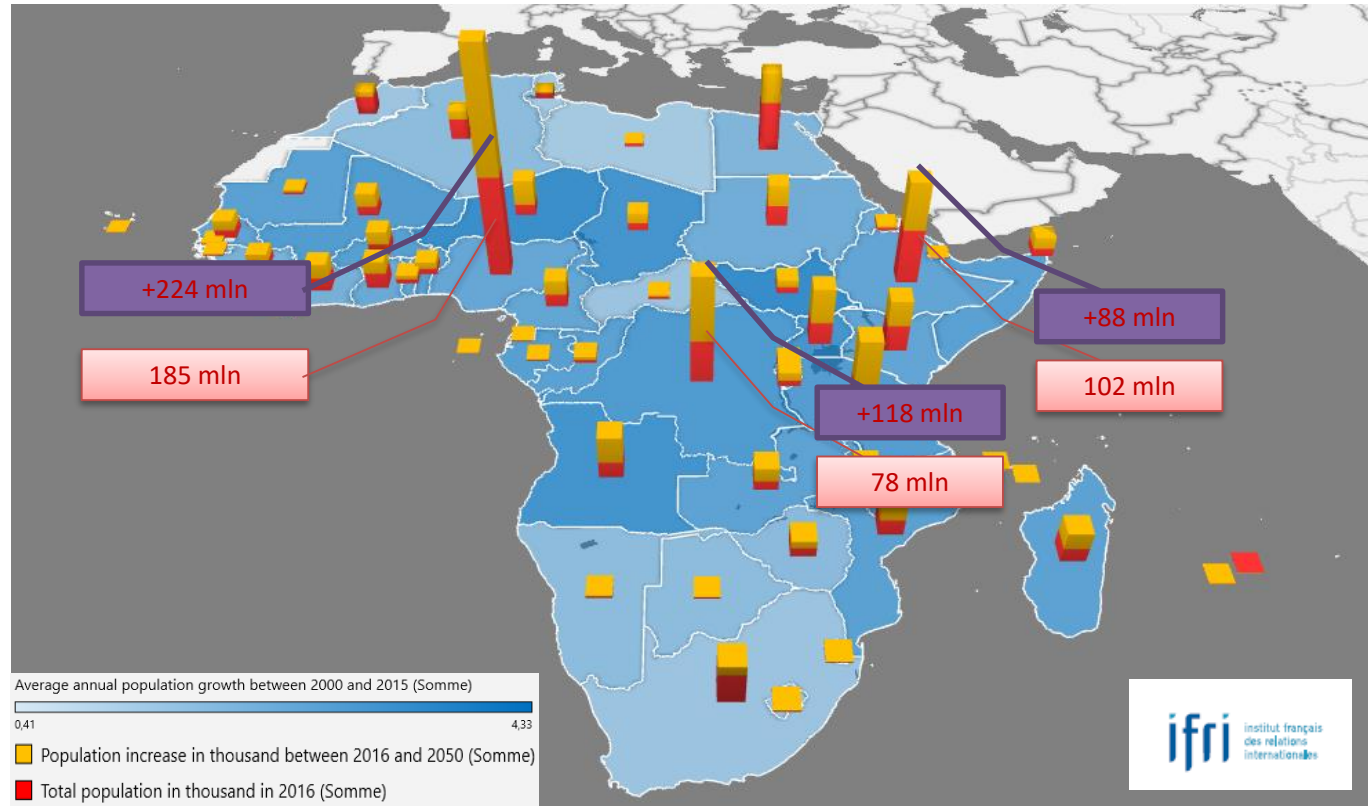 +224 mln
185 mln
+88 mln
102 mln
+118 mln
78 mln
Average annual population growth between 2000 and 2015 (Somme)
0,41 4,33
Population increase in thousand between 2016 and 2050 (Somme)
Total population in thousand in 2016 (Somme)
ifri
institut français
des relations
internationales